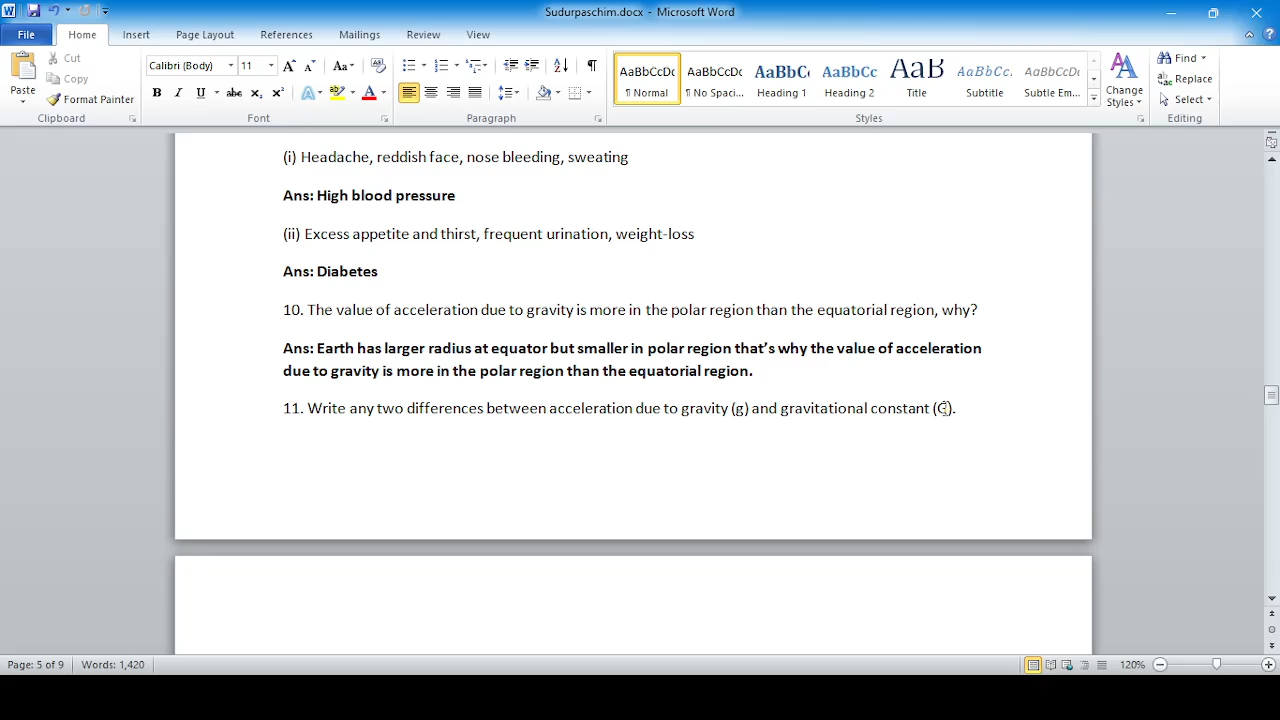 Sudurpaschim.docx - Microsoft Word
File Home Insert Page Layout References Mailings Review View
Paste
Cut
Copy
Format Painter
Clipboard
Calibri (Body) 11
Font
Paragraph
AaBbCcDc ¶ Normal
AaBbCcDc ¶ No Spaci...
AaBbCc Heading 1
AaBbCc Heading 2
AaB Title
AaBbCc. Subtitle
AaBbCcDc Subtle Em...
Change Styles
Styles
Find
Replace
Select
Editing
(i) Headache, reddish face, nose bleeding, sweating
Ans: High blood pressure
(ii) Excess appetite and thirst, frequent urination, weight-loss
Ans: Diabetes
10. The value of acceleration due to gravity is more in the polar region than the equatorial region, why?
Ans: Earth has larger radius at equator but smaller in polar region that’s why the value of acceleration
due to gravity is more in the polar region than the equatorial region.
11. Write any two differences between acceleration due to gravity (g) and gravitational constant (G).
Page: 5 of 9 Words: 1,420 120%